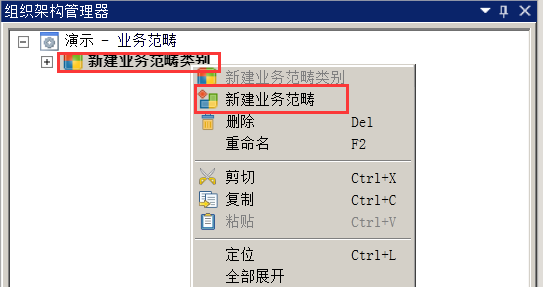 组织架构管理器
演示 - 业务范畴
新建业务范畴类别
新建业务范畴类别
新建业务范畴
删除 Del
重命名 F2
剪切 Ctrl+X
复制 Ctrl+C
粘贴 Ctrl+V
定位 Ctrl+L
全部展开